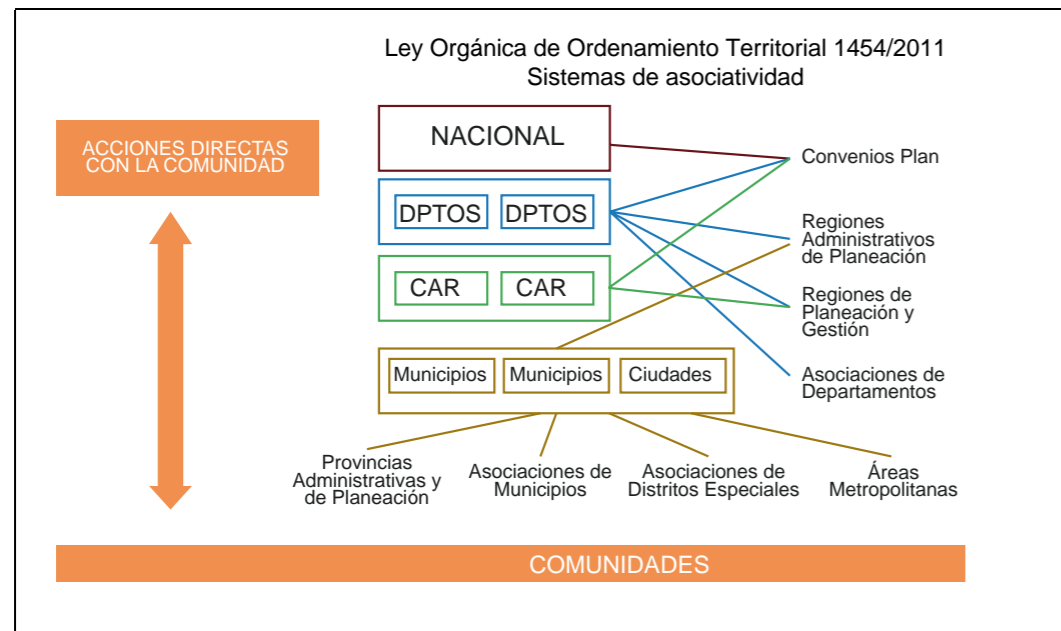 Ley Orgánica de Ordenamiento Territorial 1454/2011
Sistemas de asociatividad
ACCIONES DIRECTAS
CON LA COMUNIDAD
NACIONAL
DPTOS
DPTOS
CAR
CAR
Municipios
Municipios
Ciudades
Convenios Plan
Regiones
Administrativos
de Planeación
Regiones de
Planeación y
Gestión
Asociaciones de
Departamentos
Provincias
Administrativas y
de Planeación
Asociaciones de
Municipios
Asociaciones de
Distritos Especiales
Áreas
Metropolitanas
COMUNIDADES